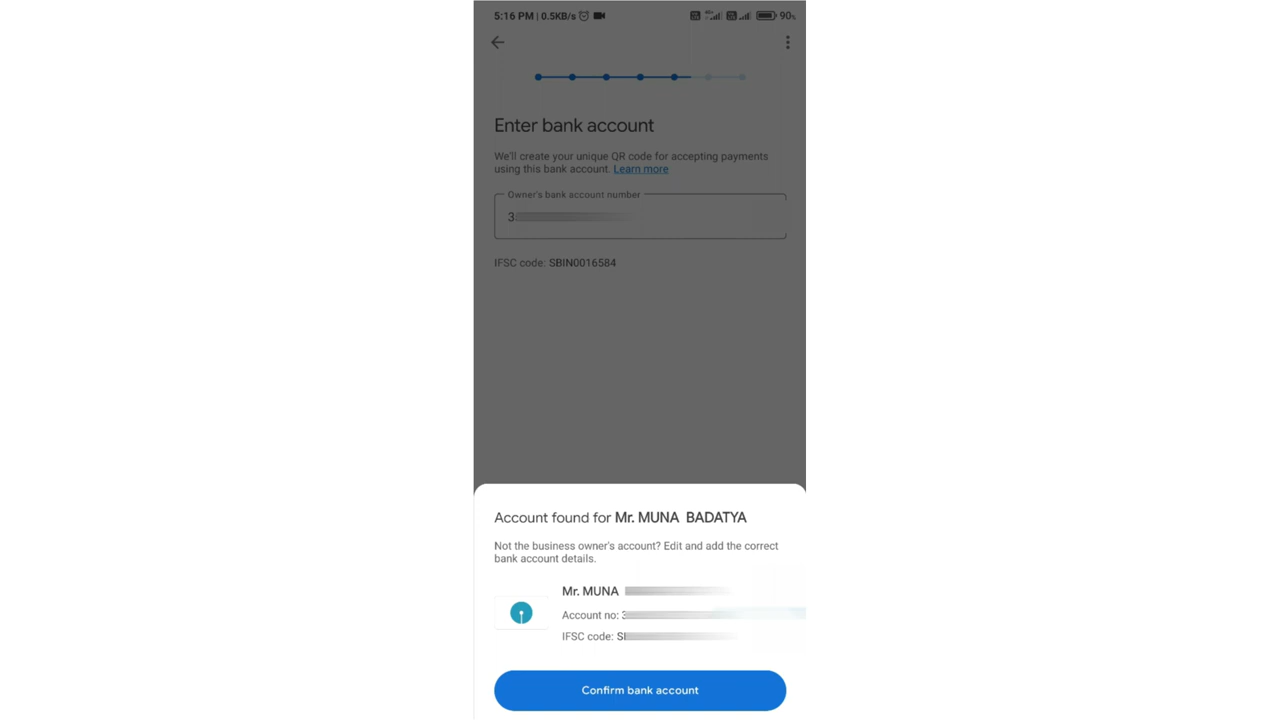 5:16 PM | 0.5KB/s 90%
Enter bank account
We'll create your unique QR code for accepting payments
using this bank account. Learn more
Owner's bank account number
3
IFSC code: SBIN0016584
Account found for Mr. MUNA BADATYA
Not the business owner's account? Edit and add the correct
bank account details.
Mr. MUNA
Account no: 3
IFSC code: SI
Confirm bank account